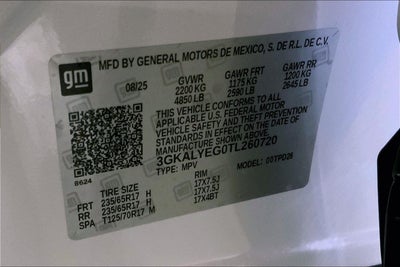 gm
MFD BY GENERAL MOTORS DE MEXICO, S. DE R.L. DE C.V.
08/25 GVWR GAWR FRT GAWR RR
2200 KG 1175 KG 1200 KG
4850 LB 2590 LB 2645 LB
THIS VEHICLE CONFORMS TO ALL
APPLICABLE U.S. FEDERAL MOTOR
VEHICLE SAFETY AND THEFT PREVENTION
STANDARDS IN EFFECT ON THE DATE OF
MANUFACTURE SHOWN ABOVE.
3GKALYEG0TL260720
8624 TYPE: MPV MODEL: 00TPD26
TIRE SIZE RIM
FRT 235/65R17 H 17X7.5J
RR 235/65R17 H 17X7.5J
SPA T125/70R17 M 17X4BT